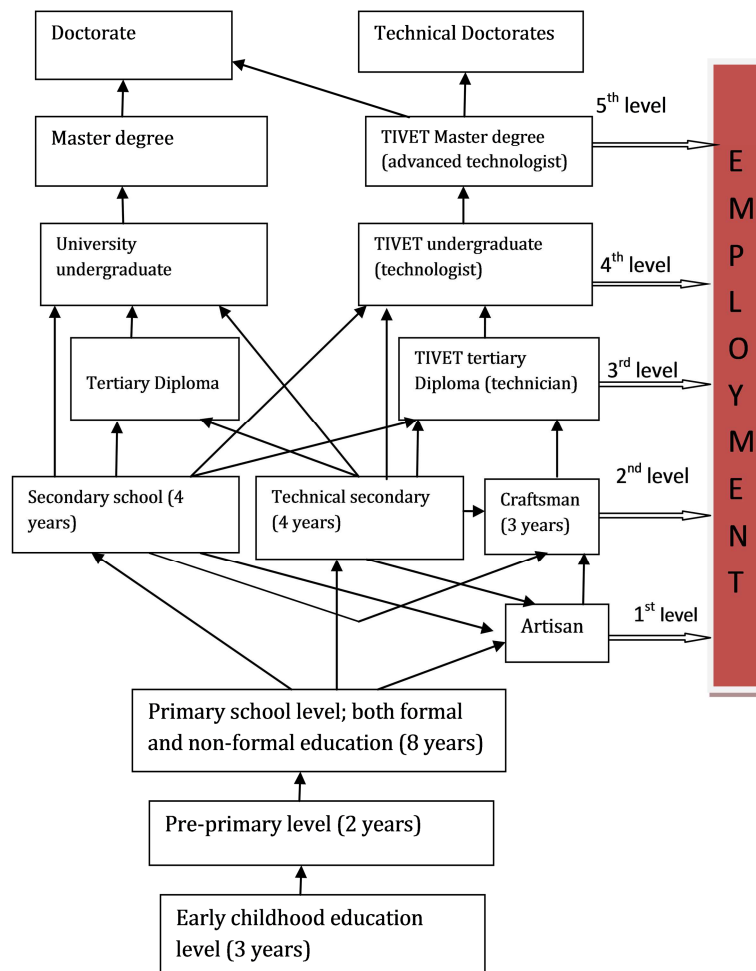 Doctorate
Technical Doctorates
5th level
Master degree
TIVET Master degree
(advanced technologist)
University
undergraduate
TIVET undergraduate
(technologist)
4th level
Tertiary Diploma
TIVET tertiary
Diploma (technician)
3rd level
Secondary school (4
years)
Technical secondary
(4 years)
Craftsman
(3 years)
2nd level
Artisan
1st level
E
M
P
L
O
Y
M
E
N
T
Primary school level; both formal
and non-formal education (8 years)
Pre-primary level (2 years)
Early childhood education
level (3 years)